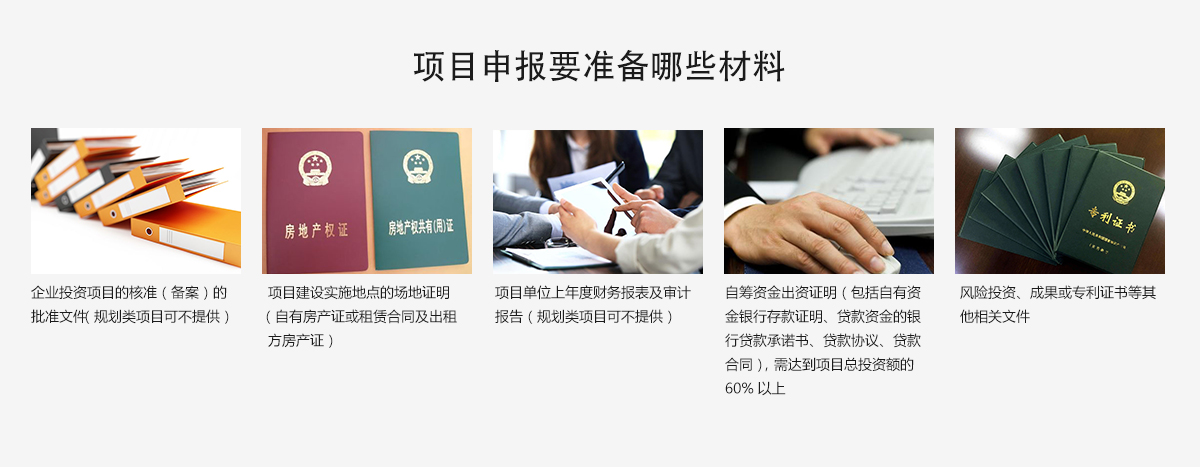 项目申报要准备哪些材料
房地产权证
房地产权共有(用)证
专利证书
企业投资项目的核准（备案）的
批准文件（规划类项目可不提供）
项目建设实施地点的场地证明
（自有房产证或租赁合同及出租
方房产证）
项目单位上年度财务报表及审计
报告（规划类项目可不提供）
自筹资金出资证明（包括自有资
金银行存款证明、贷款资金的银
行贷款承诺书、贷款协议、贷款
合同），需达到项目总投资额的
60% 以上
风险投资、成果或专利证书等其
他相关文件